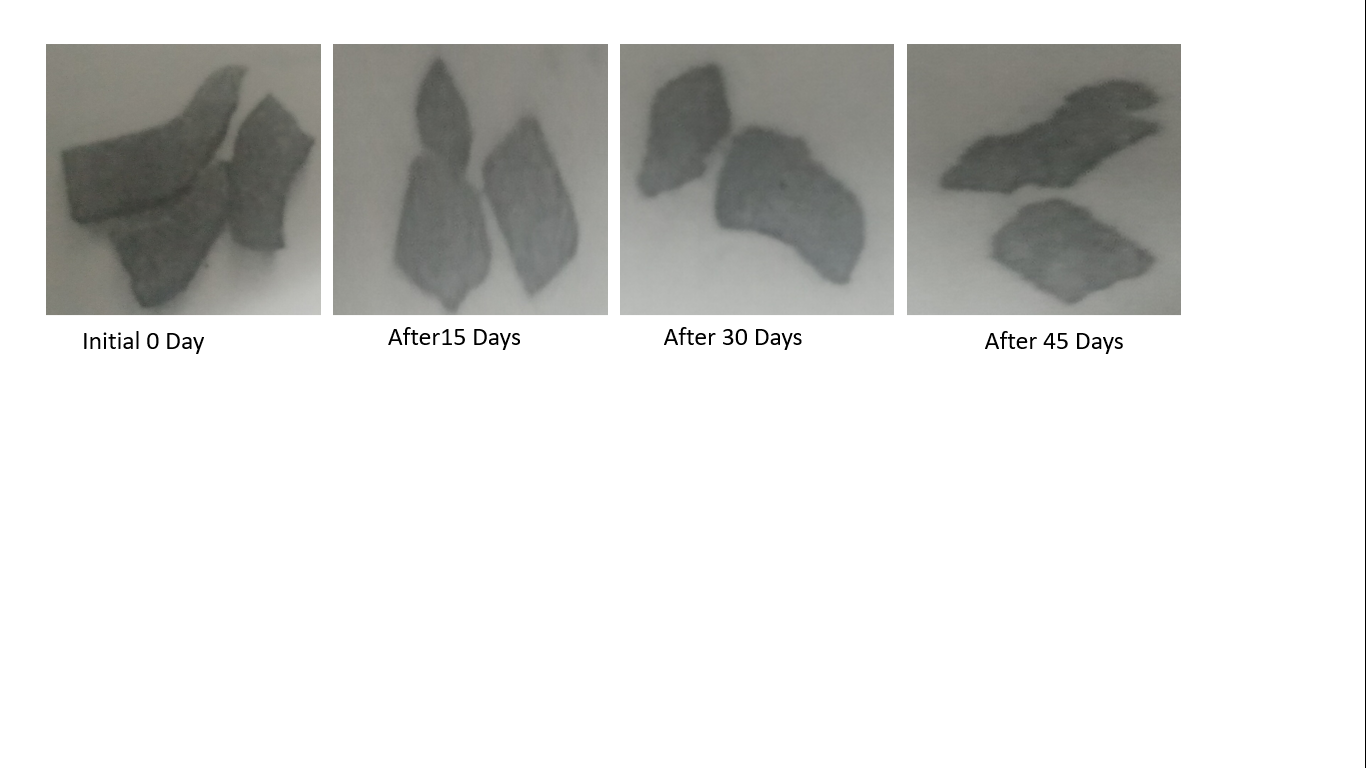 Initial 0 Day
After15 Days
After 30 Days
After 45 Days